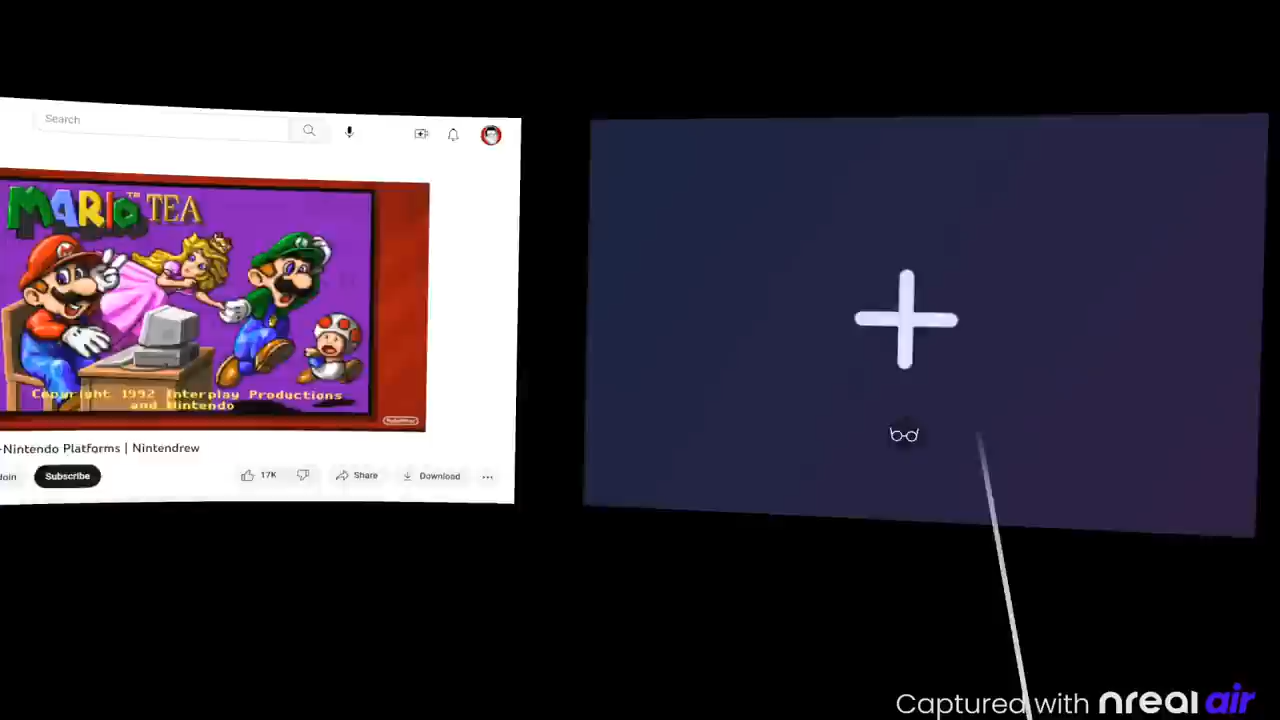 Search
MARIO™ TEA
Copyright 1992 Interplay Productions
and Nintendo
-Nintendo Platforms | Nintendrew
Join
Subscribe
17K
Share
Download
Captured with nreal air